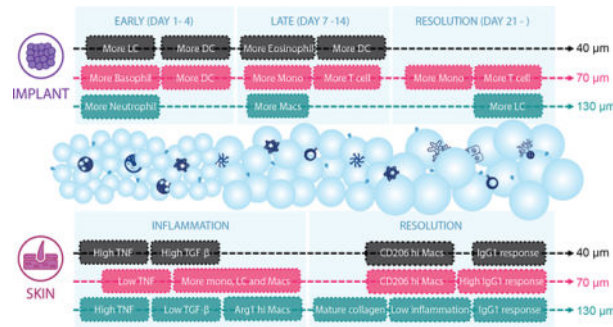 EARLY (DAY 1- 4) LATE (DAY 7 -14) RESOLUTION (DAY 21 - )
More LC More DC More Eosinophil More DC 40 µm
More Basophil More DC More Mono More T cell More Mono More T cell 70 µm
IMPLANT
More Neutrophil More Macs More LC 130 µm
INFLAMMATION RESOLUTION
High TNF High TGF β CD206 hi Macs IgG1 response 40 µm
Low TNF More mono, LC and Macs CD206 hi Macs High IgG1 response 70 µm
SKIN
High TNF Low TGF-β Arg1 hi Macs Mature collagen Low inflammation IgG1 response 130 µm